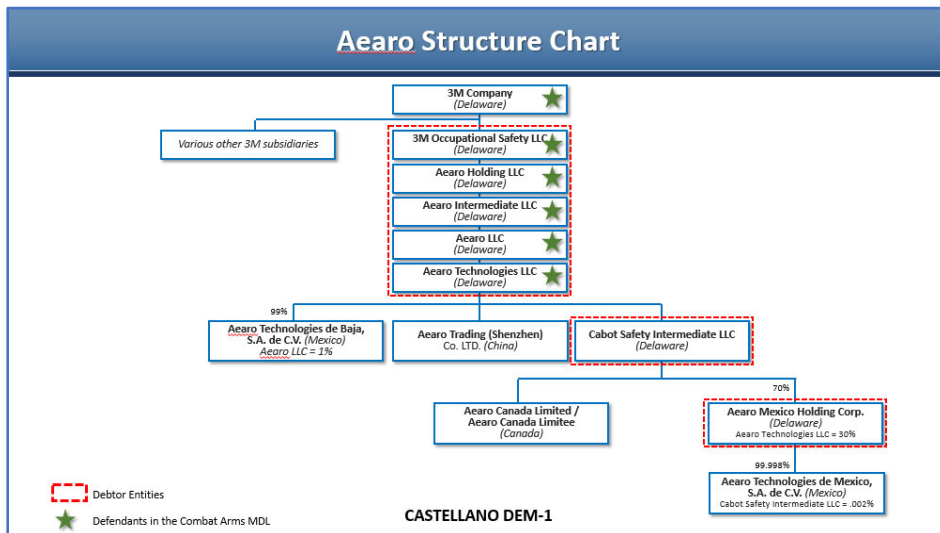 Aearo Structure Chart
3M Company
(Delaware)
Various other 3M subsidiaries
3M Occupational Safety LLC
(Delaware)
Aearo Holding LLC
(Delaware)
Aearo Intermediate LLC
(Delaware)
Aearo LLC
(Delaware)
Aearo Technologies LLC
(Delaware)
99%
Aearo Technologies de Baja,
S.A. de C.V. (Mexico)
Aearo LLC = 1%
Aearo Trading (Shenzhen)
Co. LTD. (China)
Cabot Safety Intermediate LLC
(Delaware)
70%
Aearo Canada Limited /
Aearo Canada Limitee
(Canada)
Aearo Mexico Holding Corp.
(Delaware)
Aearo Technologies LLC = 30%
99.998%
Aearo Technologies de Mexico,
S.A. de C.V. (Mexico)
Cabot Safety Intermediate LLC = .002%
Debtor Entities
Defendants in the Combat Arms MDL
CASTELLANO DEM-1